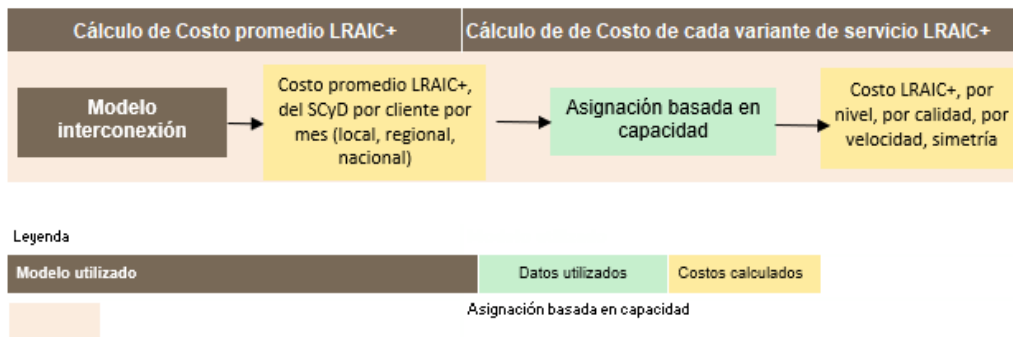 Cálculo de Costo promedio LRAIC+
Cálculo de de Costo de cada variante de servicio LRAIC+
Modelo
interconexión
Costo promedio LRAIC+,
del SCyD por cliente por
mes (local, regional,
nacional)
Asignación basada en
capacidad
Costo LRAIC+, por
nivel, por calidad, por
velocidad, simetría
Leyenda
Modelo utilizado
Datos utilizados
Costos calculados
Asignación basada en capacidad